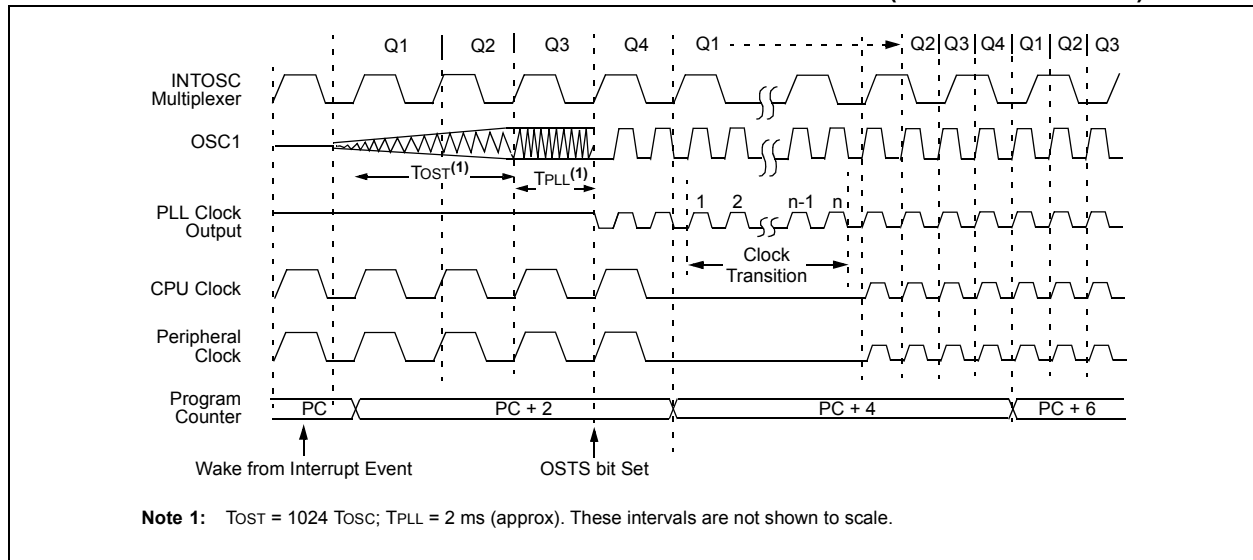 Q1 Q2 Q3 Q4 Q1 Q2 Q3 Q4 Q1 Q2 Q3
INTOSC
Multiplexer
OSC1
TOST(1)
TPLL(1)
1 2 n-1 n
PLL Clock
Output
Clock
Transition
CPU Clock
Peripheral
Clock
Program
Counter
PC PC + 2 PC + 4 PC + 6
Wake from Interrupt Event OSTS bit Set
Note 1: TOST = 1024 TOSC; TPLL = 2 ms (approx). These intervals are not shown to scale.